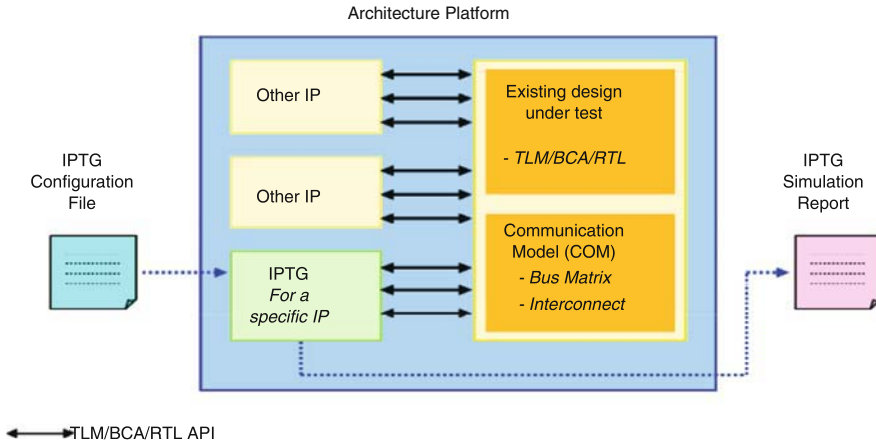 Architecture Platform
Other IP
Existing design
under test
- TLM/BCA/RTL
IPTG
Configuration
File
Other IP
IPTG
Simulation
Report
Communication
Model (COM)
- Bus Matrix
- Interconnect
IPTG
For a
specific IP
TLM/BCA/RTL API